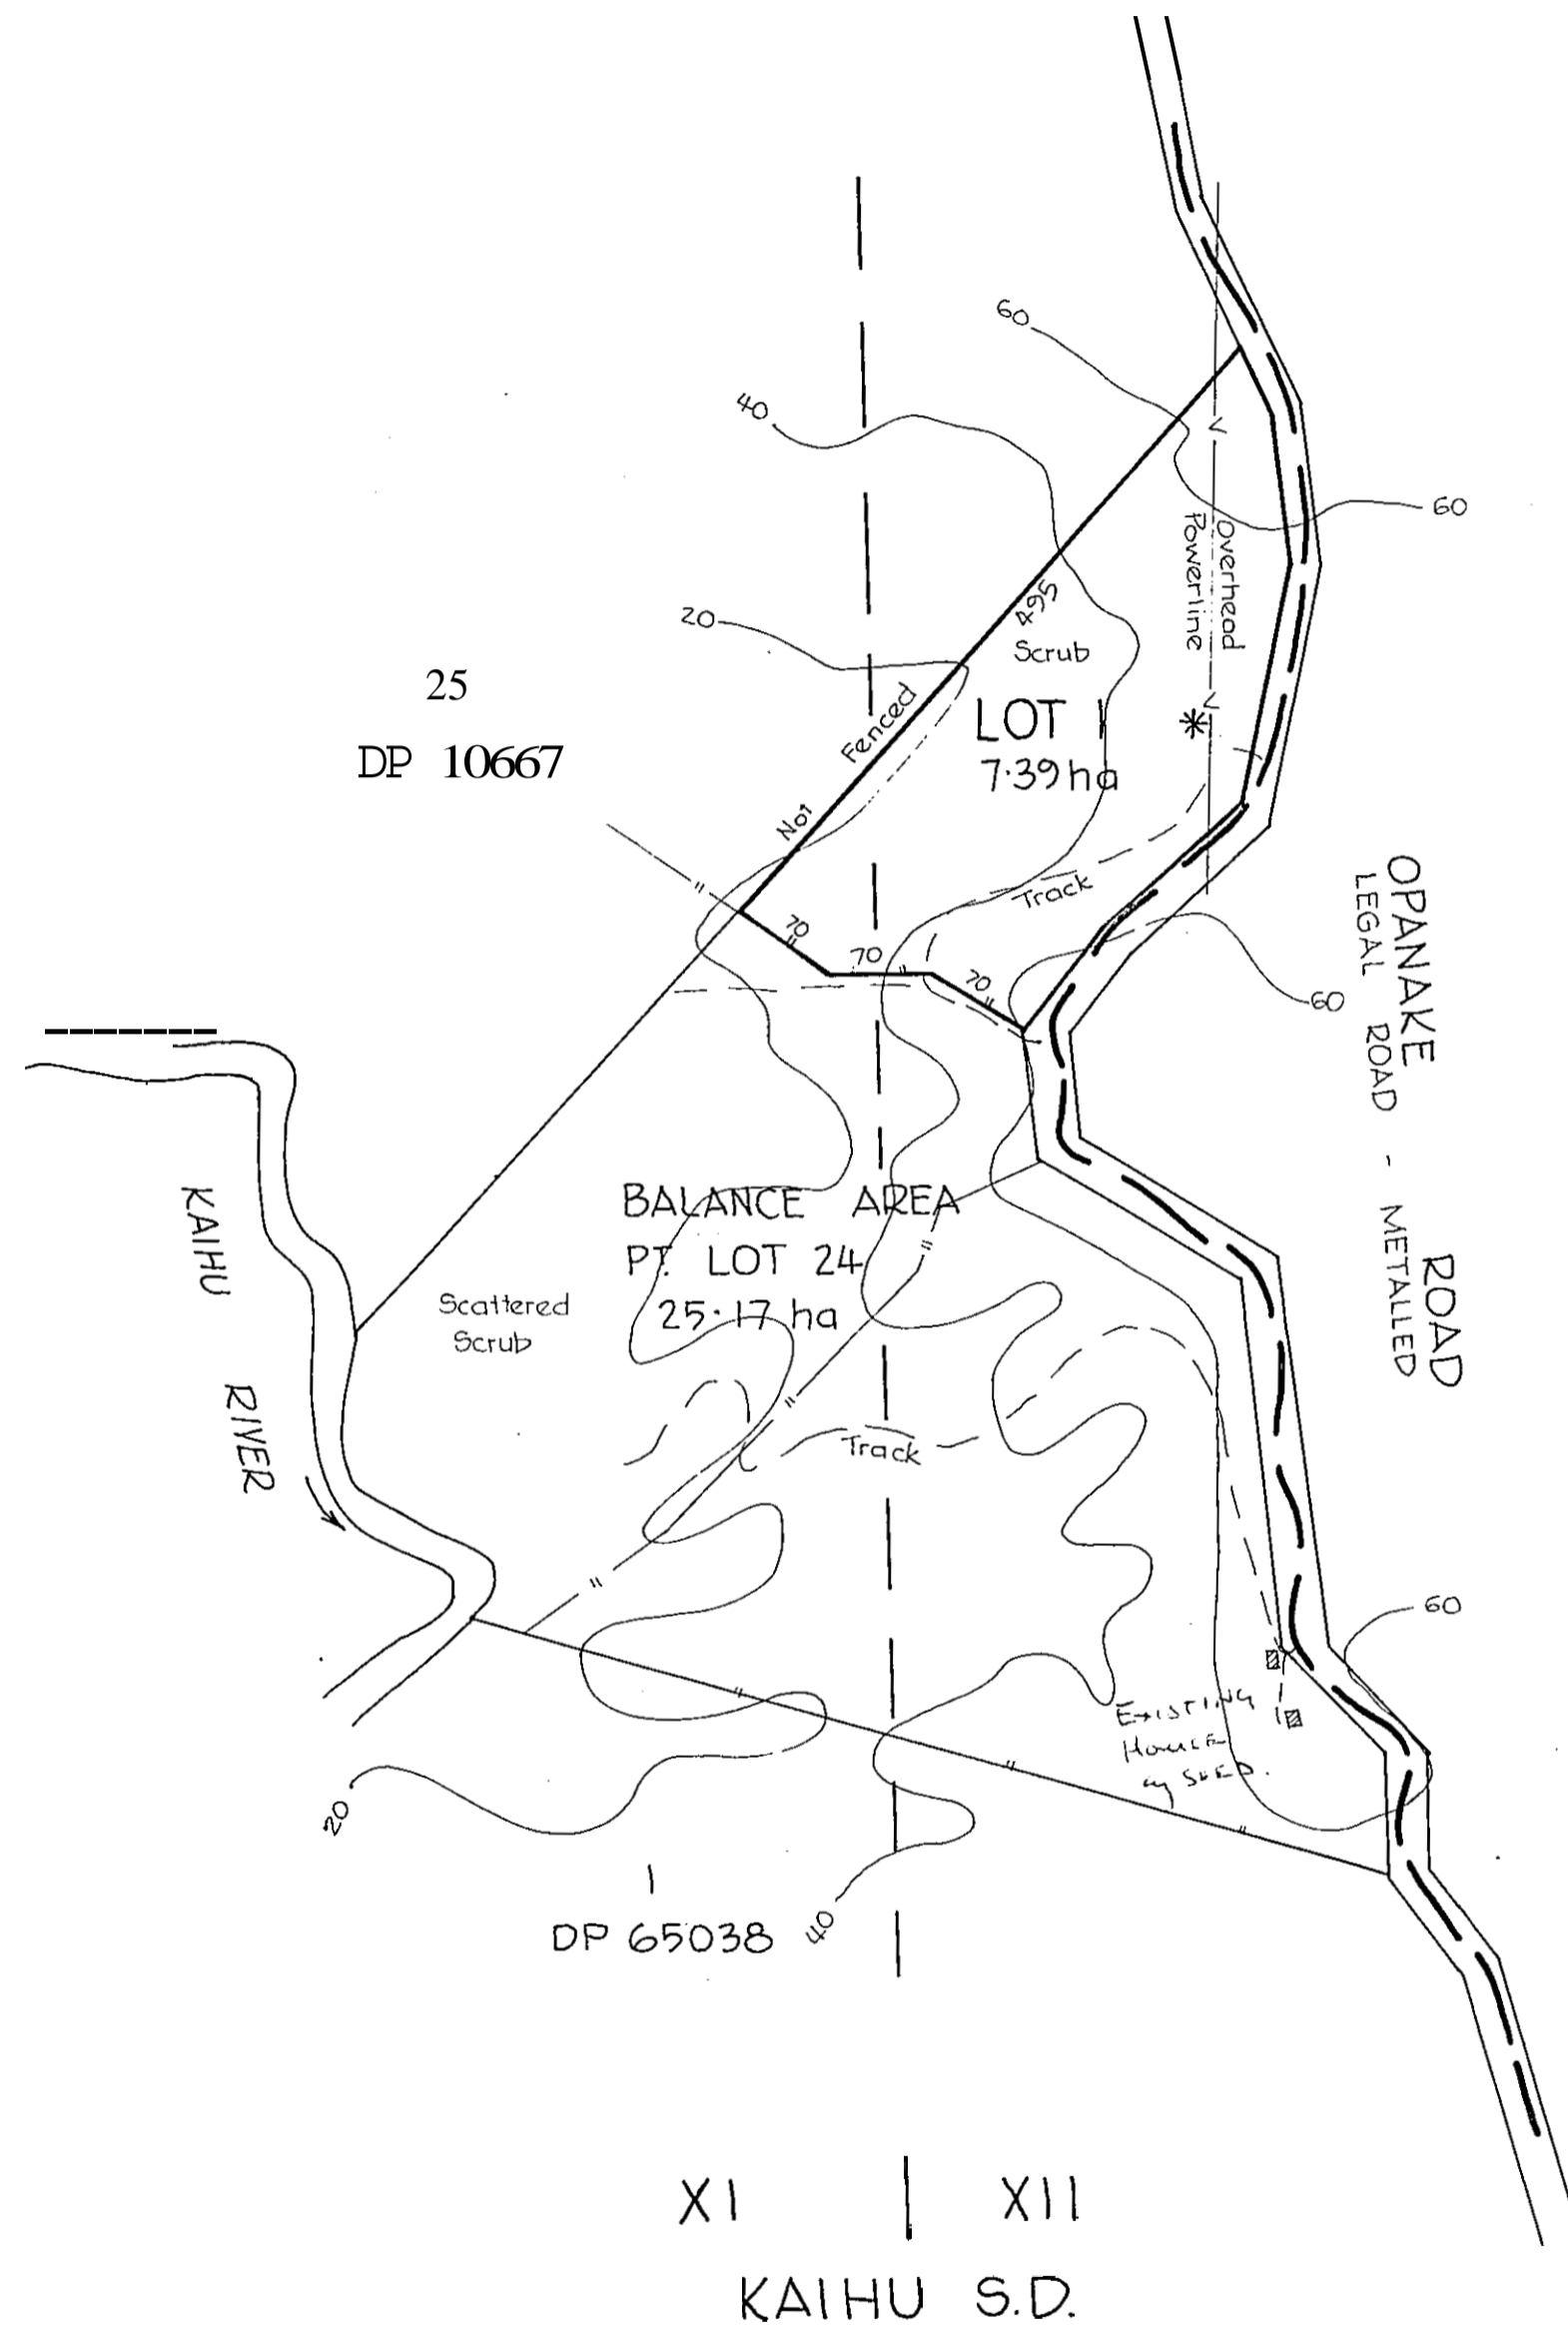 60
40
60
20
495
Scrub
Overhead
Powerline
25
DP 10667
Not Fenced
LOT 1
7·39 ha
Track
70
70
70
60
OPANAKE ROAD
LEGAL ROAD - METALLED
KAIHU RIVER
BALANCE AREA
PT. LOT 24
25·17 ha
Scattered
Scrub
Track
60
EXISTING
HOUSE
SHED.
20
1
DP 65038
40
XI | XII
KAIHU S.D.